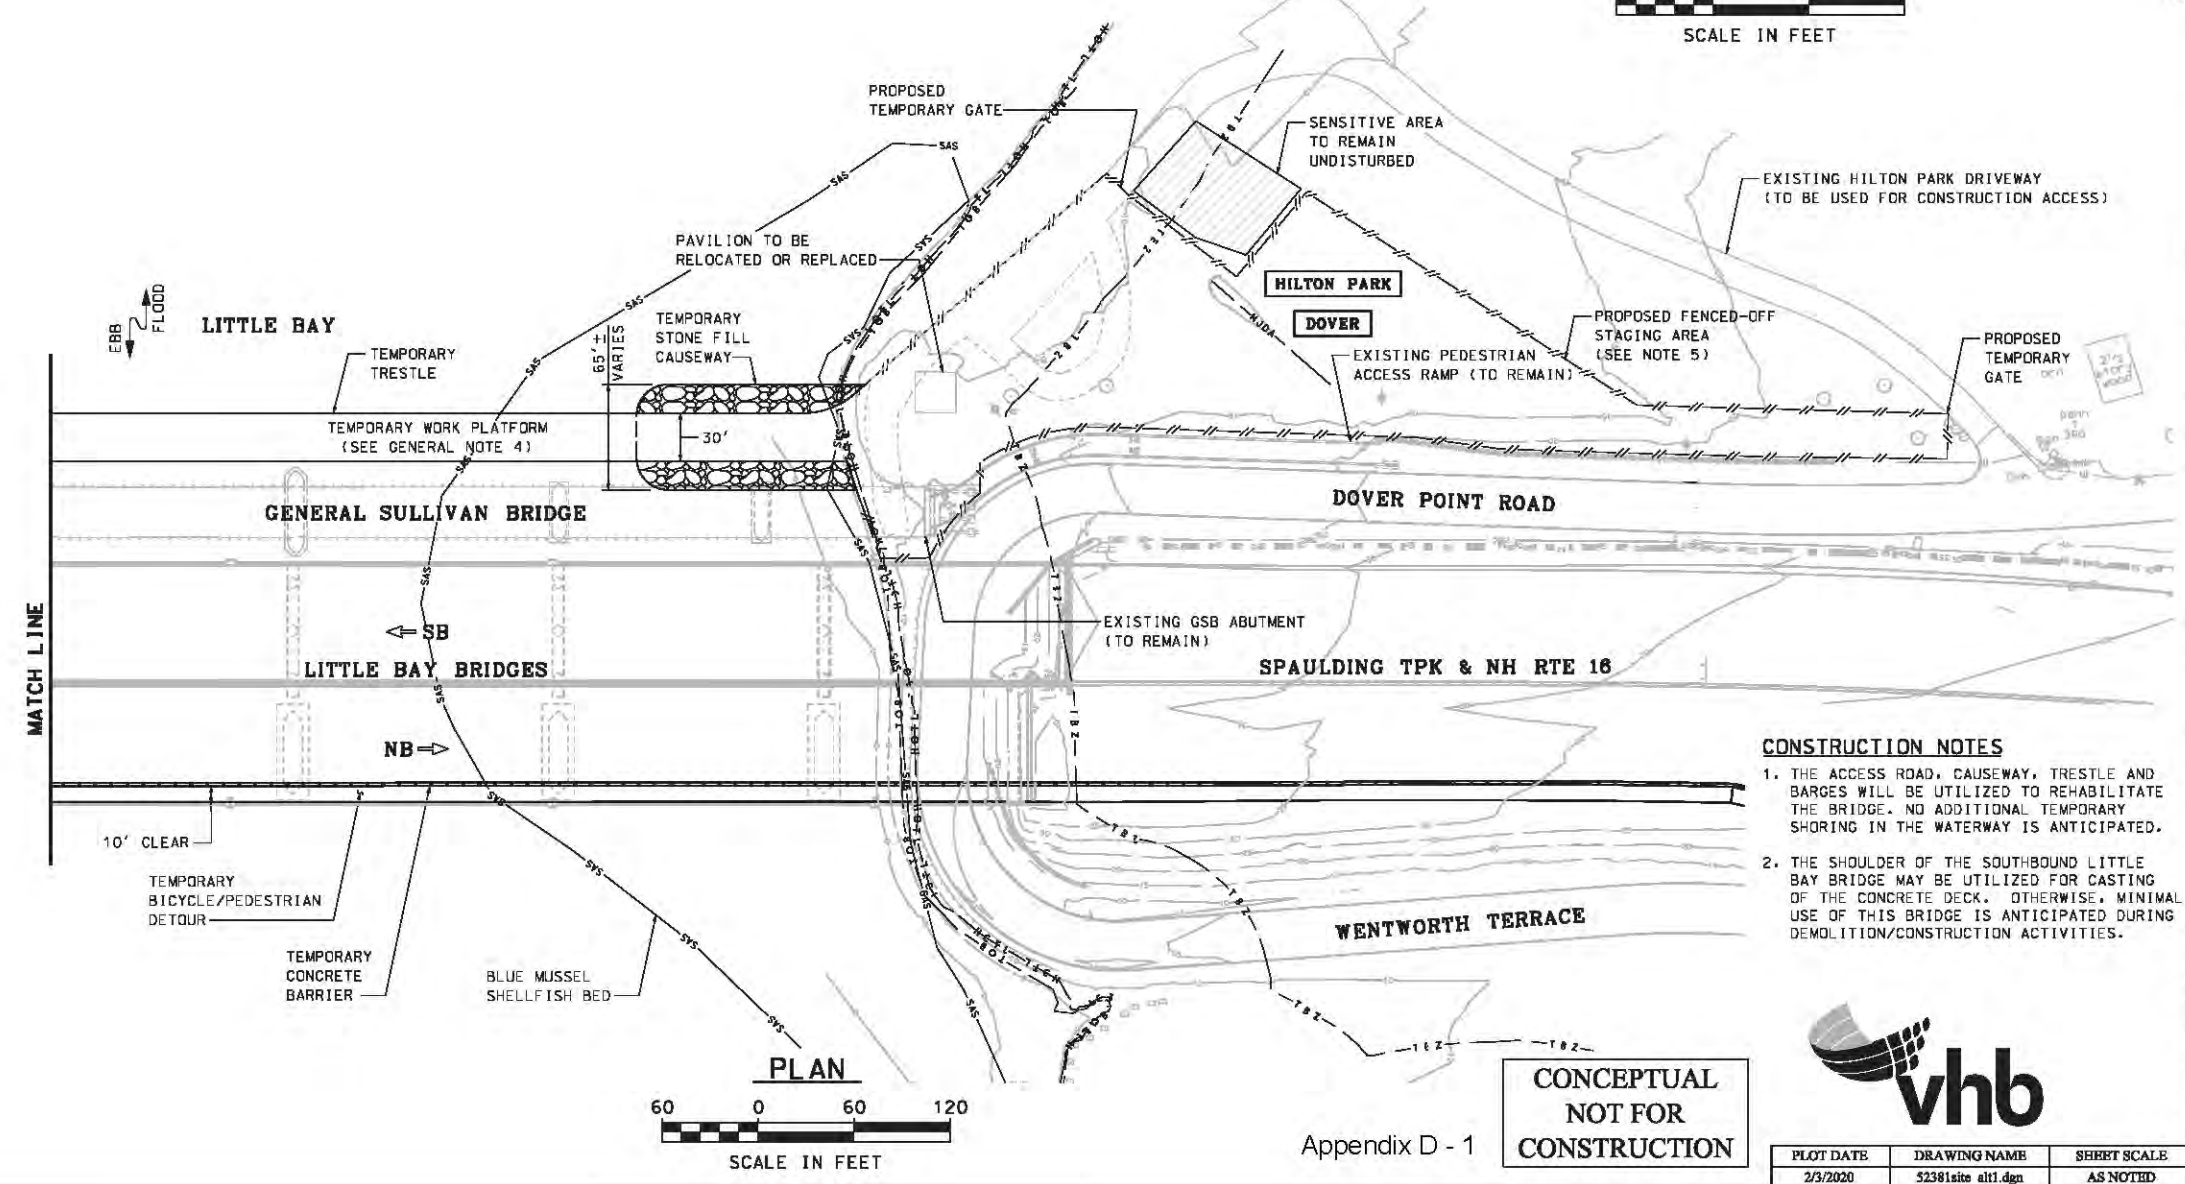 SCALE IN FEET
PROPOSED
TEMPORARY GATE
SENSITIVE AREA
TO REMAIN
UNDISTURBED
EXISTING HILTON PARK DRIVEWAY
(TO BE USED FOR CONSTRUCTION ACCESS)
PAVILION TO BE
RELOCATED OR REPLACED
HILTON PARK
DOVER
EBB
FLOOD
LITTLE BAY
TEMPORARY
TRESTLE
65' ±
VARIES
TEMPORARY
STONE FILL
CAUSEWAY
PROPOSED FENCED-OFF
STAGING AREA
(SEE NOTE 5)
EXISTING PEDESTRIAN
ACCESS RAMP (TO REMAIN)
PROPOSED
TEMPORARY
GATE
TEMPORARY WORK PLATFORM
(SEE GENERAL NOTE 4)
30'
GENERAL SULLIVAN BRIDGE
DOVER POINT ROAD
MATCH LINE
SB
LITTLE BAY BRIDGES
NB
EXISTING GSB ABUTMENT
(TO REMAIN)
SPAULDING TPK & NH RTE 16
10' CLEAR
TEMPORARY
BICYCLE/PEDESTRIAN
DETOUR
TEMPORARY
CONCRETE
BARRIER
BLUE MUSSEL
SHELLFISH BED
WENTWORTH TERRACE
SAS
TBZ
CONSTRUCTION NOTES
1. THE ACCESS ROAD, CAUSEWAY, TRESTLE AND
BARGES WILL BE UTILIZED TO REHABILITATE
THE BRIDGE. NO ADDITIONAL TEMPORARY
SHORING IN THE WATERWAY IS ANTICIPATED.
2. THE SHOULDER OF THE SOUTHBOUND LITTLE
BAY BRIDGE MAY BE UTILIZED FOR CASTING
OF THE CONCRETE DECK. OTHERWISE, MINIMAL
USE OF THIS BRIDGE IS ANTICIPATED DURING
DEMOLITION/CONSTRUCTION ACTIVITIES.
PLAN
60 0 60 120
SCALE IN FEET
Appendix D - 1
CONCEPTUAL
NOT FOR
CONSTRUCTION
vhb
PLOT DATE DRAWING NAME SHEET SCALE
2/3/2020 52381site_alt1.dgn AS NOTED